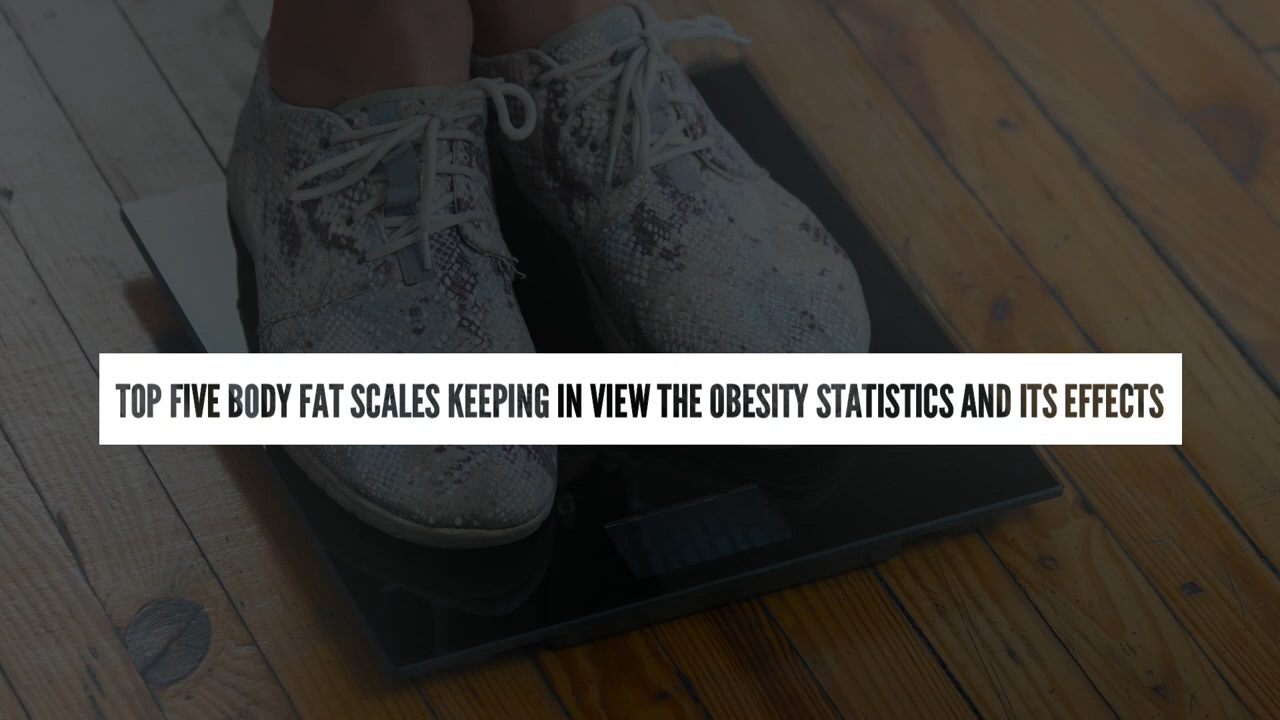 TOP FIVE BODY FAT SCALES KEEPING IN VIEW THE OBESITY STATISTICS AND ITS EFFECTS